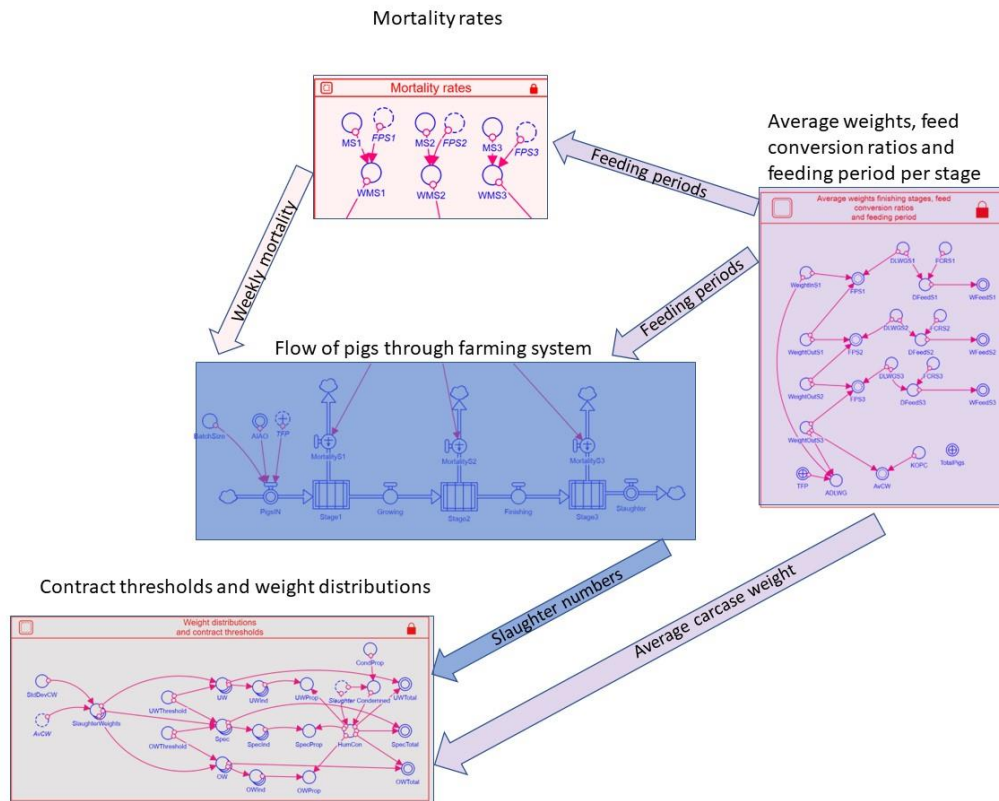 Mortality rates
Mortality rates
MS1
FPS1
MS2
FPS2
MS3
FPS3
WMS1
WMS2
WMS3
Average weights, feed
conversion ratios and
feeding period per stage
Feeding periods
Average weights finishing stages, feed
conversion ratios
and feeding period
DLWGS1
FCRS1
WeightInS1
FPS1
DFeedS1
WFeedS1
DLWGS2
FCRS2
WeightOutS1
FPS2
DFeedS2
WFeedS2
DLWGS3
FCRS3
WeightOutS2
FPS3
DFeedS3
WFeedS3
WeightOutS3
KOPC
TotalPigs
TFP
ADLWG
AvCW
Weekly mortality
Feeding periods
Flow of pigs through farming system
BatchSize
AIAO
TFP
MortalityS1
MortalityS2
MortalityS3
PigsIN
Stage1
Growing
Stage2
Finishing
Stage3
Slaughter
Slaughter numbers
Average carcase weight
Contract thresholds and weight distributions
Weight distributions
and contract thresholds
CondProp
StdDevCW
UW
UWInd
UWProp
Slaughter
Condemned
UWTotal
UWThreshold
SlaughterWeights
AvCW
OWThreshold
Spec
SpecInd
SpecProp
HumCon
SpecTotal
OW
OWInd
OWProp
OWTotal